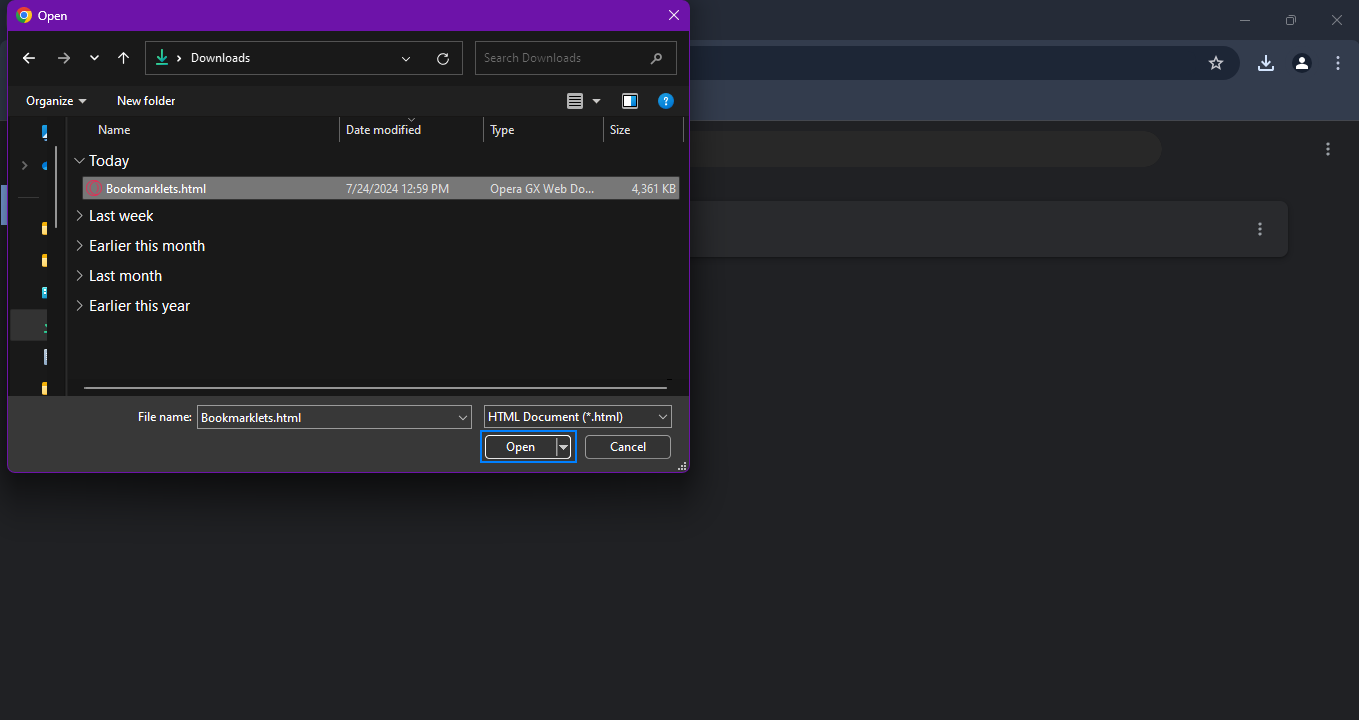 Open
Downloads
Search Downloads
Organize
New folder
?
Name
Date modified
Type
Size
Today
Bookmarklets.html
7/24/2024 12:59 PM
Opera GX Web Do...
4,361 KB
Last week
Earlier this month
Last month
Earlier this year
File name:
Bookmarklets.html
HTML Document (*.html)
Open
Cancel